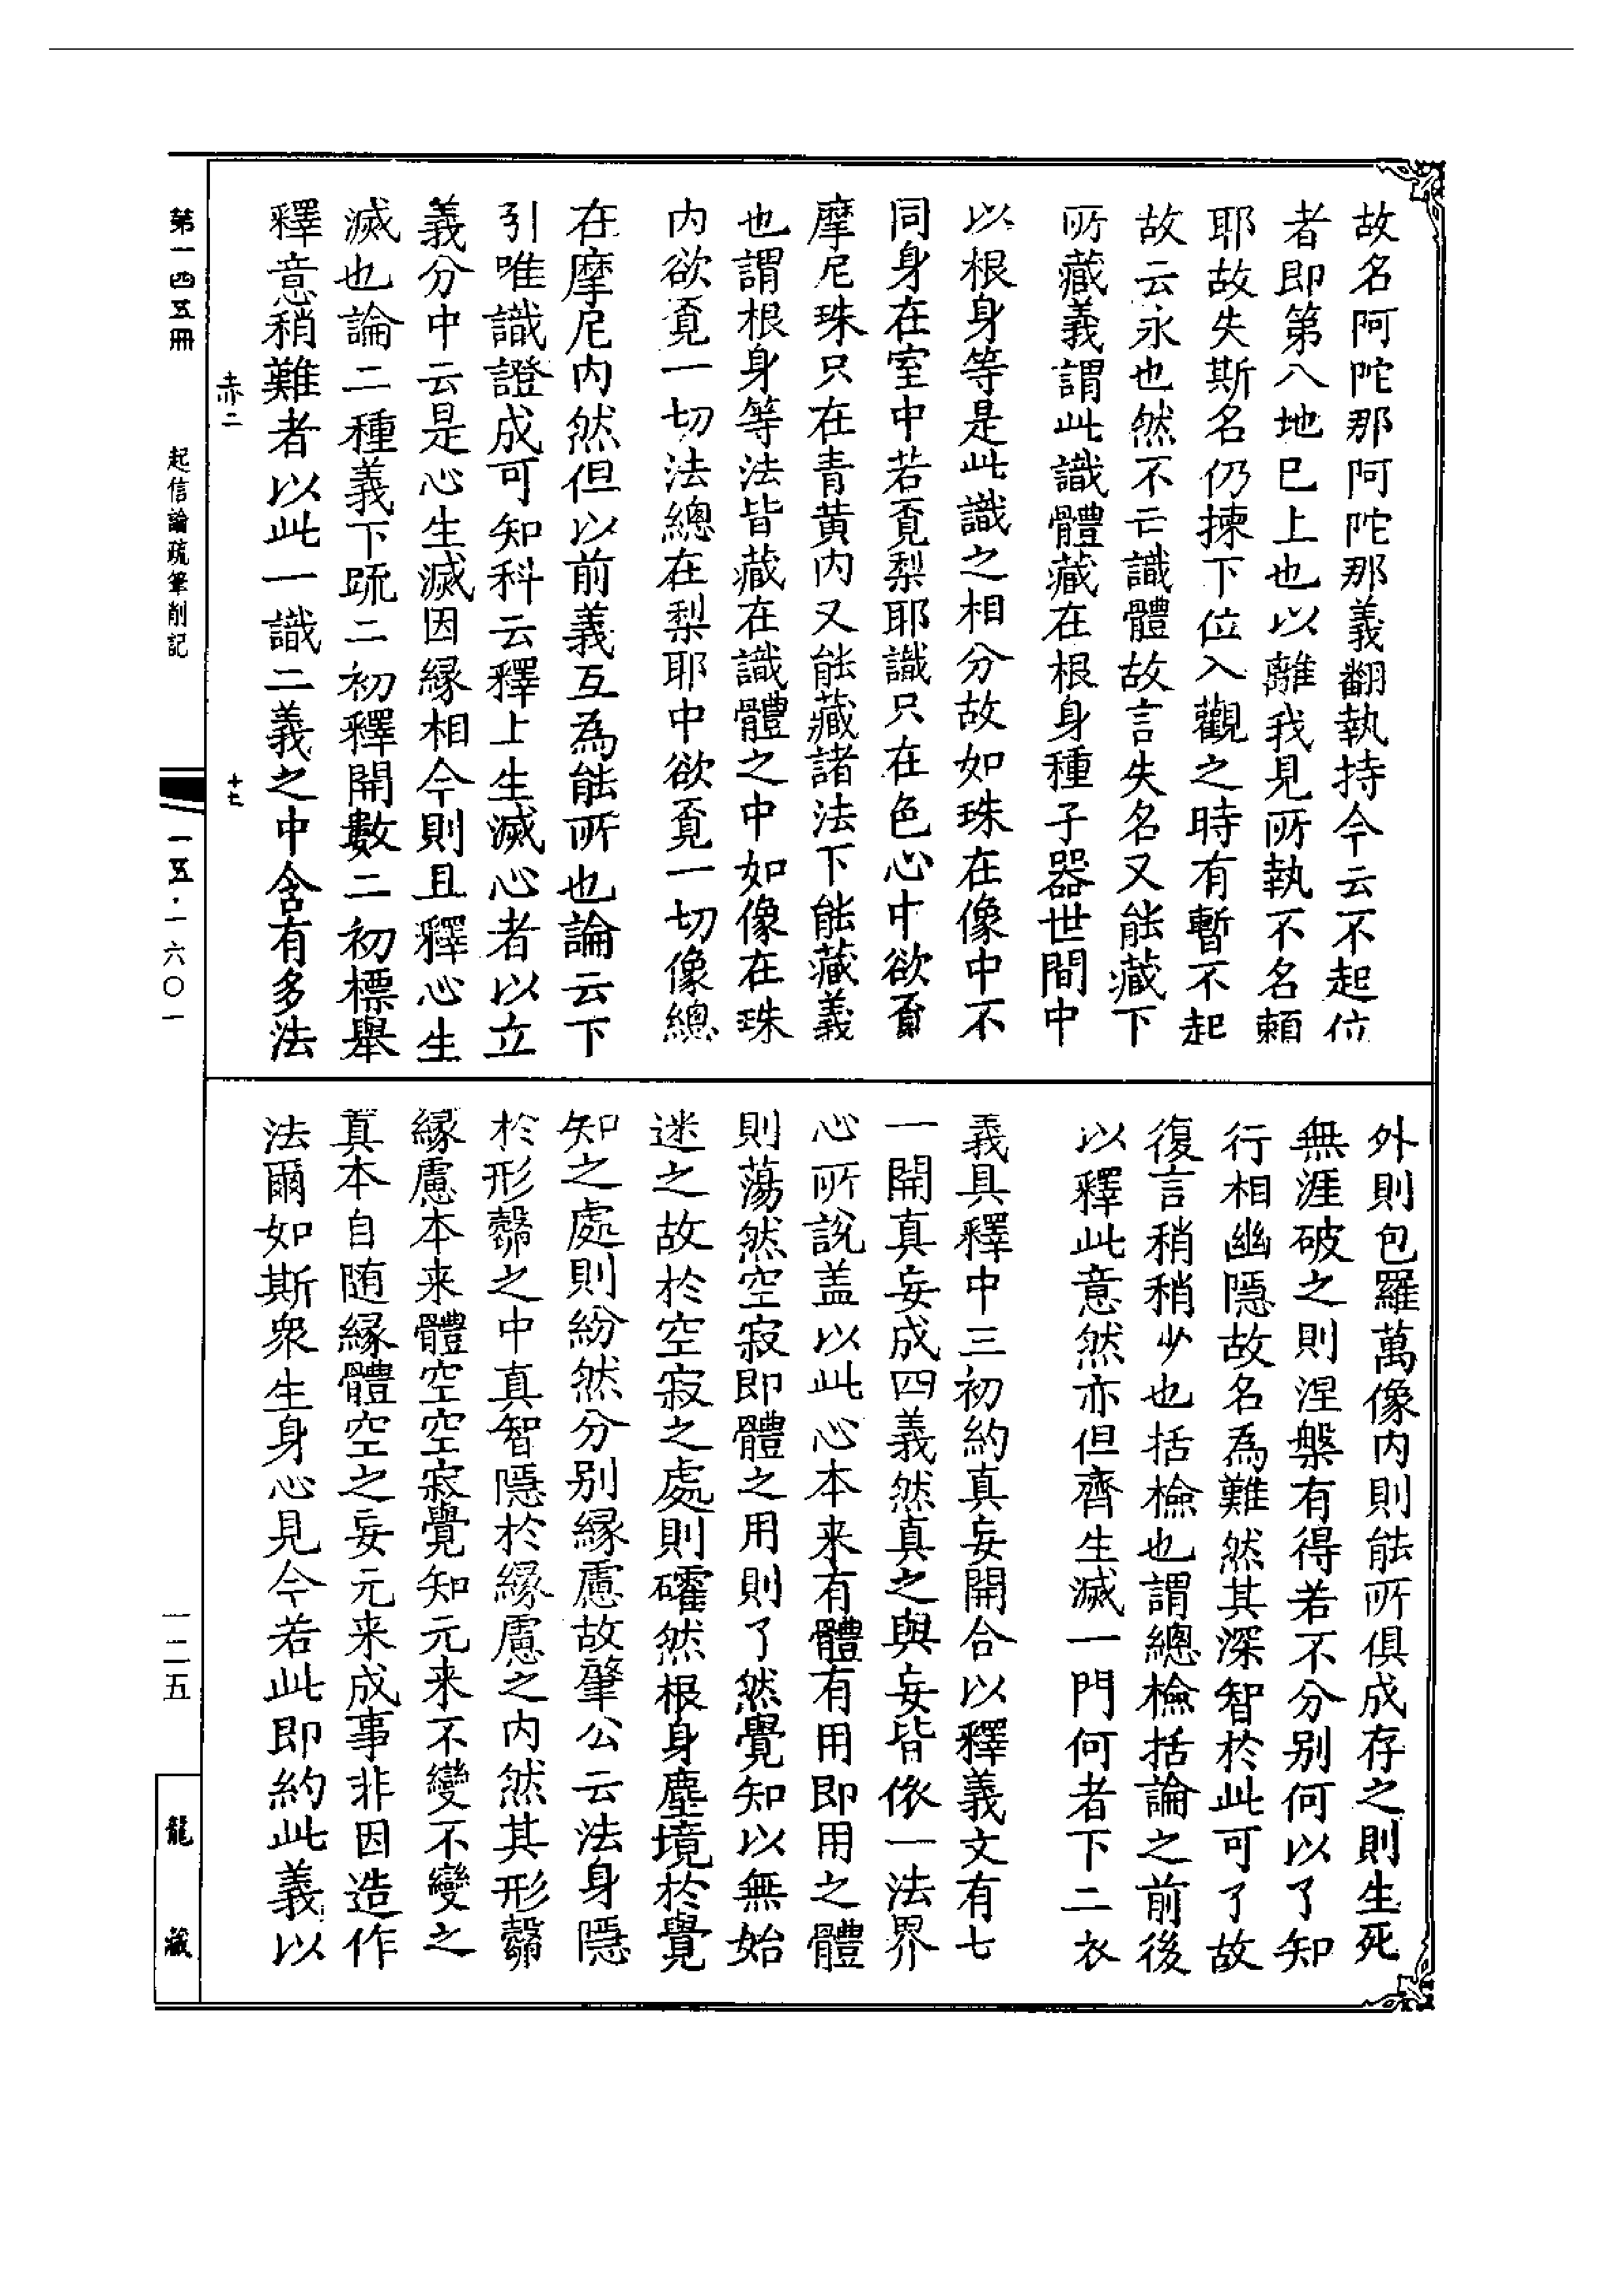 故名阿陀那阿陀那義翻執持今云不起位
者即第八地已上也以離我見所執不名賴
耶故失斯名仍揀下位入觀之時有暫不起
故云永也然不亡識體故言失名又能藏下
所藏義謂此識體藏在根身種子器世間中
以根身等是此識之相分故如珠在像中不
同身在室中若覔梨耶識只在色心中欲覔
摩尼珠只在青黄内又能藏諸法下能藏義
也謂根身等法皆藏在識體之中如像在珠
内欲覔一切法總在梨耶中欲覔一切像總
在摩尼内然但以前義互為能所也論云下
引唯識證成可知科云釋上生滅心者以立
義分中云是心生滅因縁相今則且釋心生
滅也論二種義下疏二初釋開數二初標舉
釋意稍難者以此一識二義之中含有多法
外則包羅萬像内則能所俱成存之則生死
無涯破之則涅槃有得若不分别何以了知
行相幽隱故名為難然其深智於此可了故
復言稍稍少也括檢也謂總檢括論之前後
以釋此意然亦但齊生滅一門何者下二衣
義具釋中三初約真妄開合以釋義文有七
一開真妄成四義然真之與妄皆依一法界
心所說盖以此心本来有體有用即用之體
則蕩然空寂即體之用則了然覺知以無始
迷之故於空寂之處則礭然根身塵境於覺
知之處則紛然分别縁慮故肇公云法身隱
於形㲉之中真智隱於縁慮之内然其形㲉
縁慮本来體空空寂覺知元来不變不變之
真本自随縁體空之妄元来成事非因造作
法爾如斯衆生身心見今若此即約此義以
第一四五冊
起信論疏筆削記
赤二
十七
一五·一六〇一
一二五
龍藏